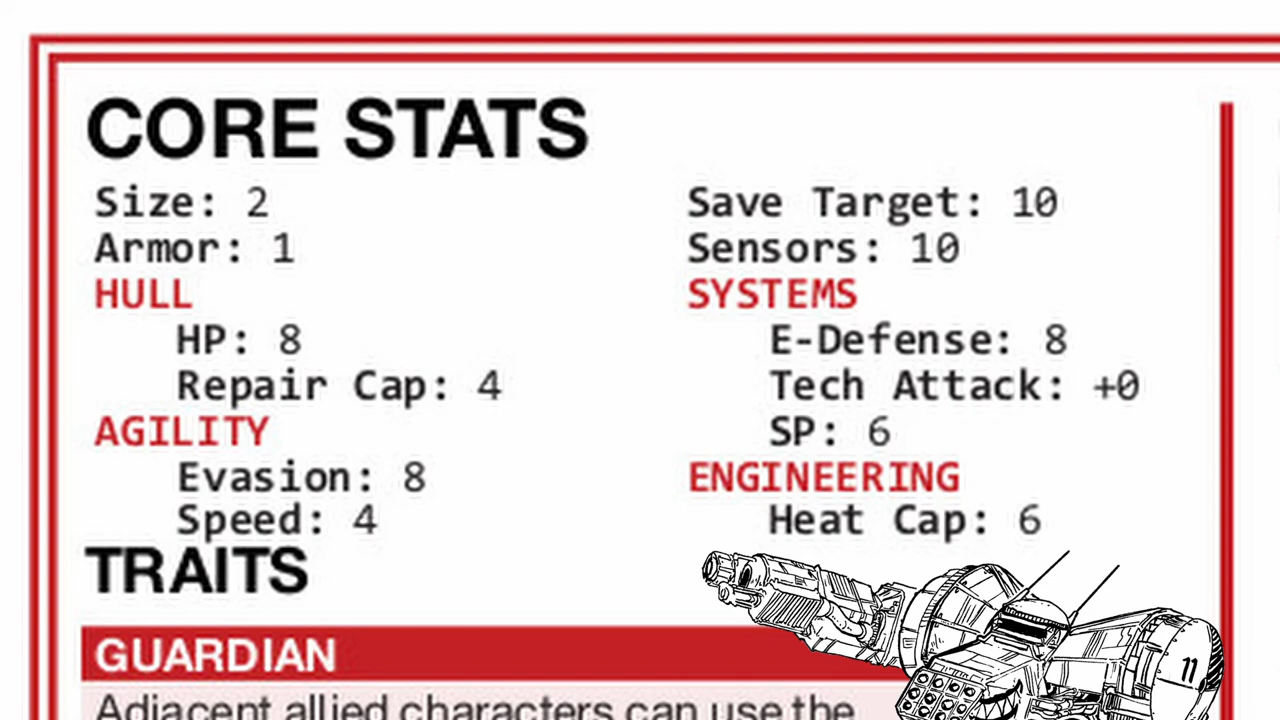 CORE STATS
Size: 2
Armor: 1
HULL
HP: 8
Repair Cap: 4
AGILITY
Evasion: 8
Speed: 4
Save Target: 10
Sensors: 10
SYSTEMS
E-Defense: 8
Tech Attack: +0
SP: 6
ENGINEERING
Heat Cap: 6
TRAITS
GUARDIAN
Adjacent allied characters can use the
11